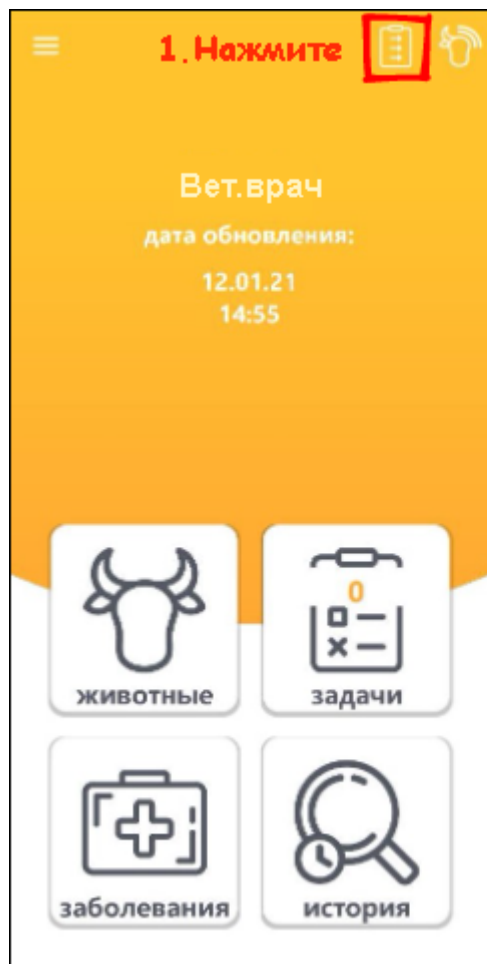 1. Нажмите
Вет.врач
дата обновления:
12.01.21
14:55
0
животные
задачи
заболевания
история